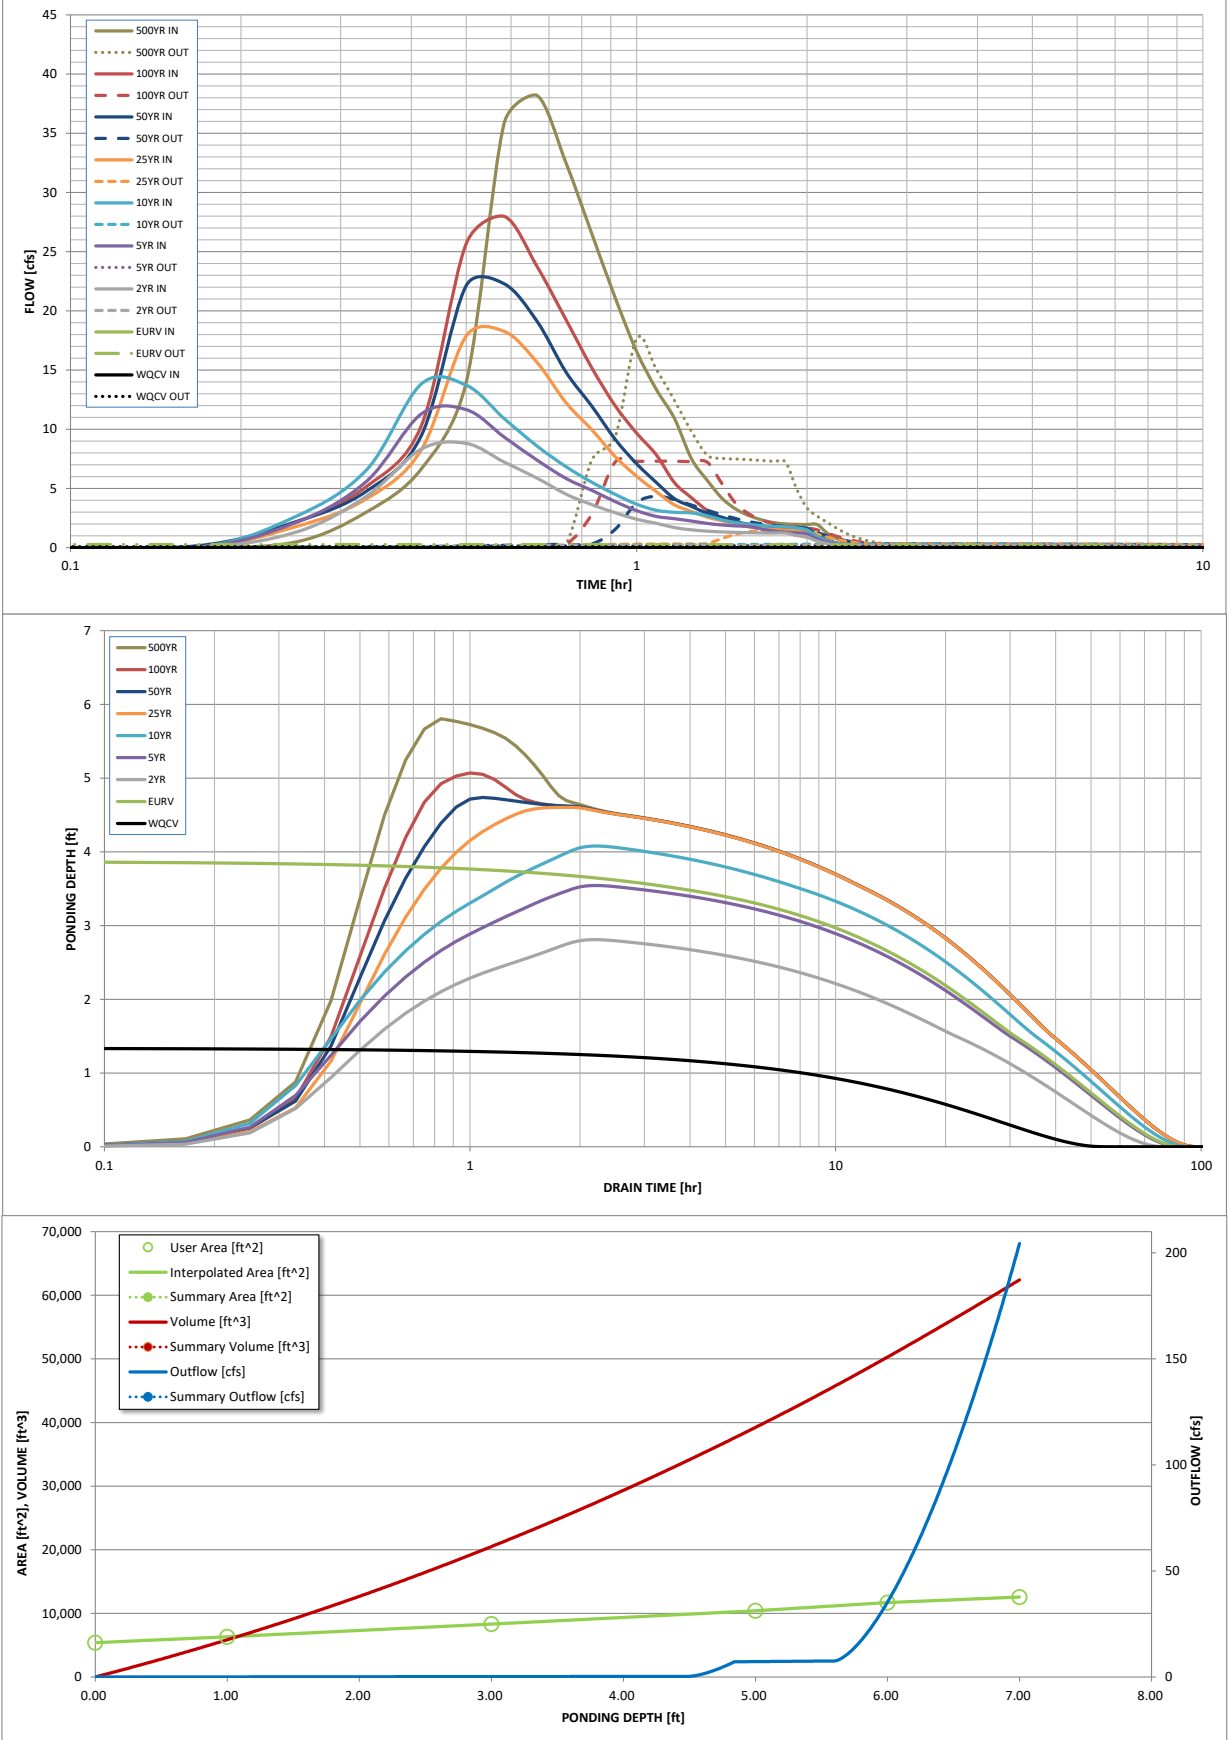 45
40
35
30
25
20
15
10
5
0
FLOW [cfs]
500YR IN
500YR OUT
100YR IN
100YR OUT
50YR IN
50YR OUT
25YR IN
25YR OUT
10YR IN
10YR OUT
5YR IN
5YR OUT
2YR IN
2YR OUT
EURV IN
EURV OUT
WQCV IN
WQCV OUT
0.1 1 10
TIME [hr]
7
6
5
4
3
2
1
0
PONDING DEPTH [ft]
500YR
100YR
50YR
25YR
10YR
5YR
2YR
EURV
WQCV
0.1 1 10 100
DRAIN TIME [hr]
70,000
60,000
50,000
40,000
30,000
20,000
10,000
0
AREA [ft^2], VOLUME [ft^3]
User Area [ft^2]
Interpolated Area [ft^2]
Summary Area [ft^2]
Volume [ft^3]
Summary Volume [ft^3]
Outflow [cfs]
Summary Outflow [cfs]
200
150
100
50
0
OUTFLOW [cfs]
0.00 1.00 2.00 3.00 4.00 5.00 6.00 7.00 8.00
PONDING DEPTH [ft]